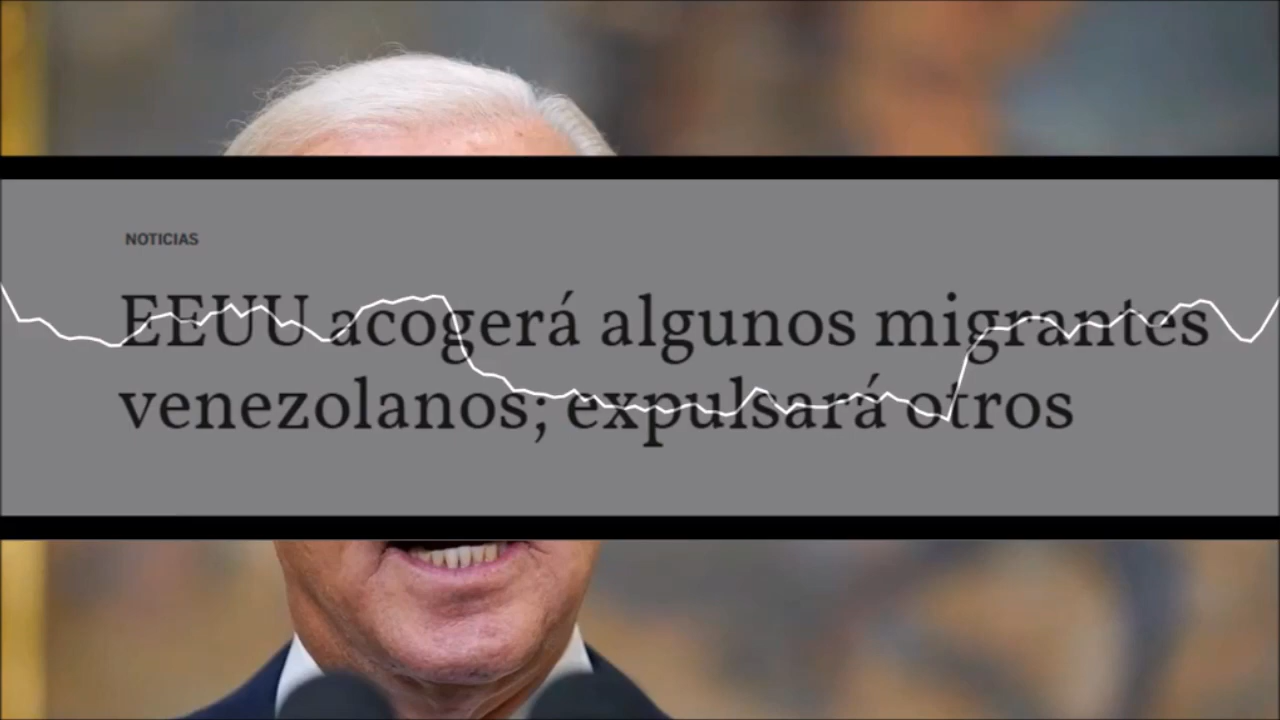 NOTICIAS
EEUU acogerá algunos migrantes
venezolanos; expulsará otros